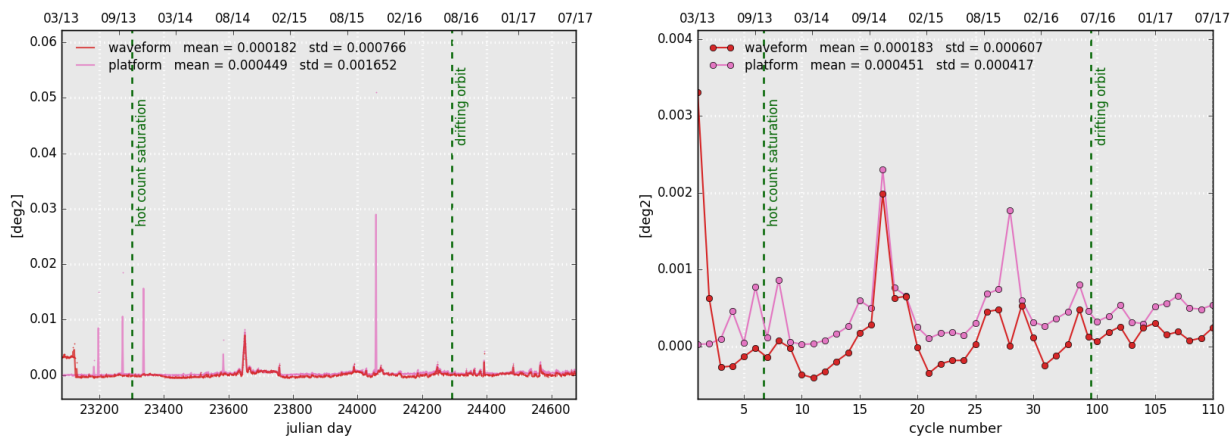 03/13 09/13 03/14 08/14 02/15 08/15 02/16 08/16 01/17 07/17
0.06
0.05
0.04
0.03
0.02
0.01
0.00
[deg2]
waveform mean = 0.000182 std = 0.000766
platform mean = 0.000449 std = 0.001652
hot count saturation
drifting orbit
23200 23400 23600 23800 24000 24200 24400 24600
julian day
03/13 09/13 03/14 09/14 02/15 08/15 02/16 07/16 01/17 07/17
0.004
0.003
0.002
0.001
0.000
[deg2]
waveform mean = 0.000183 std = 0.000607
platform mean = 0.000451 std = 0.000417
hot count saturation
drifting orbit
5 10 15 20 25 30 100 105 110
cycle number